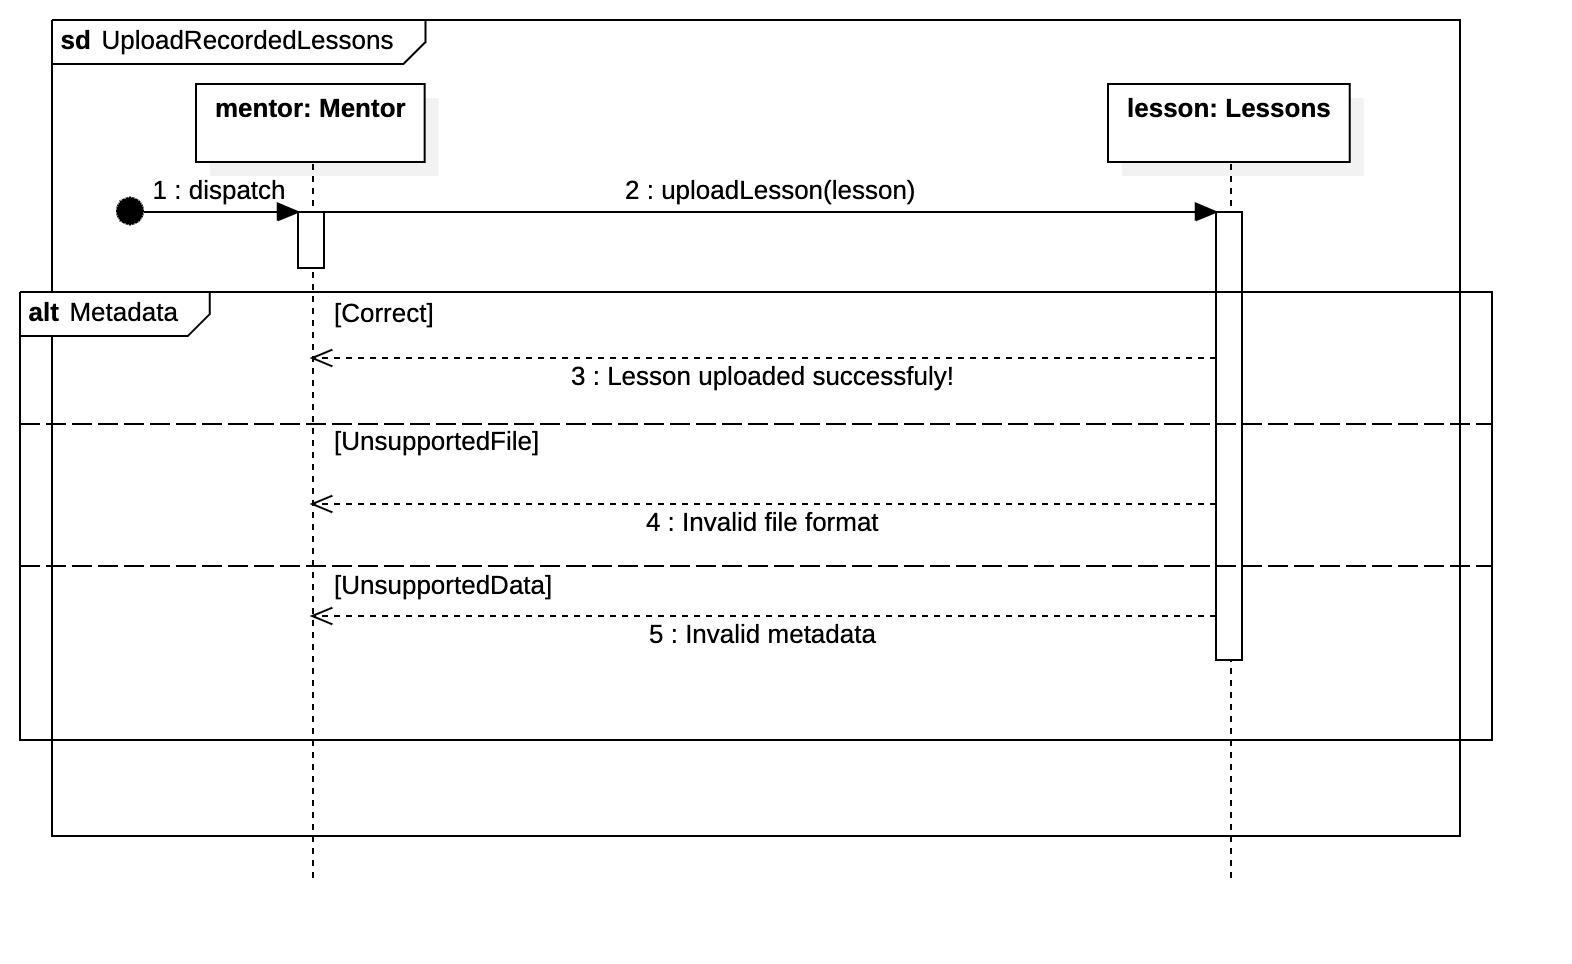 sd UploadRecordedLessons
mentor: Mentor
lesson: Lessons
1 : dispatch
2 : uploadLesson(lesson)
alt Metadata
[Correct]
3 : Lesson uploaded successfuly!
[UnsupportedFile]
4 : Invalid file format
[UnsupportedData]
5 : Invalid metadata